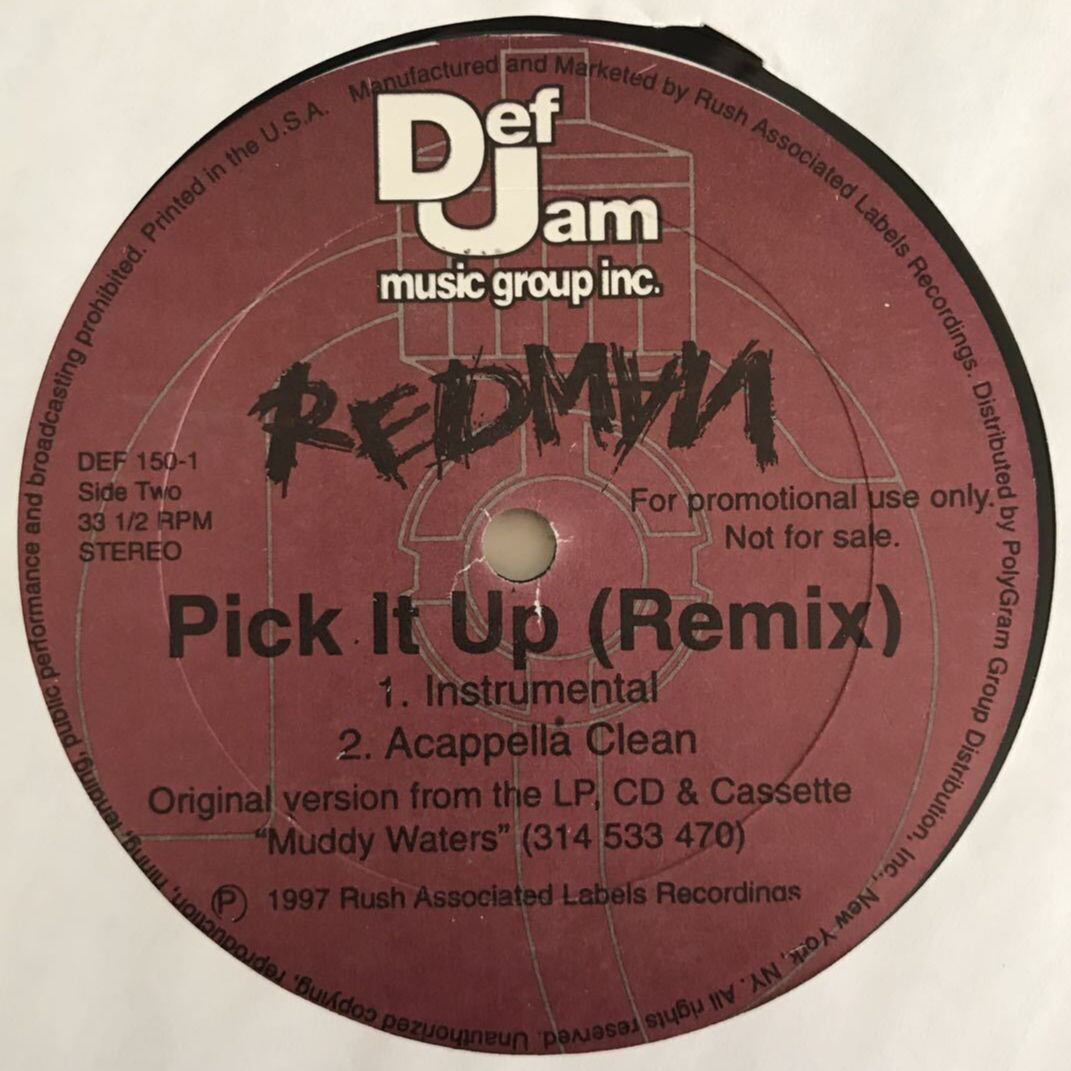 Def
Jam
music group inc.
REDMAN
DEF 150-1
Side Two
33 1/2 RPM
STEREO
For promotional use only.
Not for sale.
Pick It Up (Remix)
1. Instrumental
2. Acappella Clean
Original version from the LP, CD & Cassette
“Muddy Waters” (314 533 470)
Ⓟ 1997 Rush Associated Labels Recordings
Manufactured and Marketed by Rush Associated Labels Recordings. Distributed by PolyGram Group Distribution, Inc., New York, NY. All rights reserved. Unauthorized copying, reproduction, hiring, lending, public performance and broadcasting prohibited. Printed in the U.S.A.